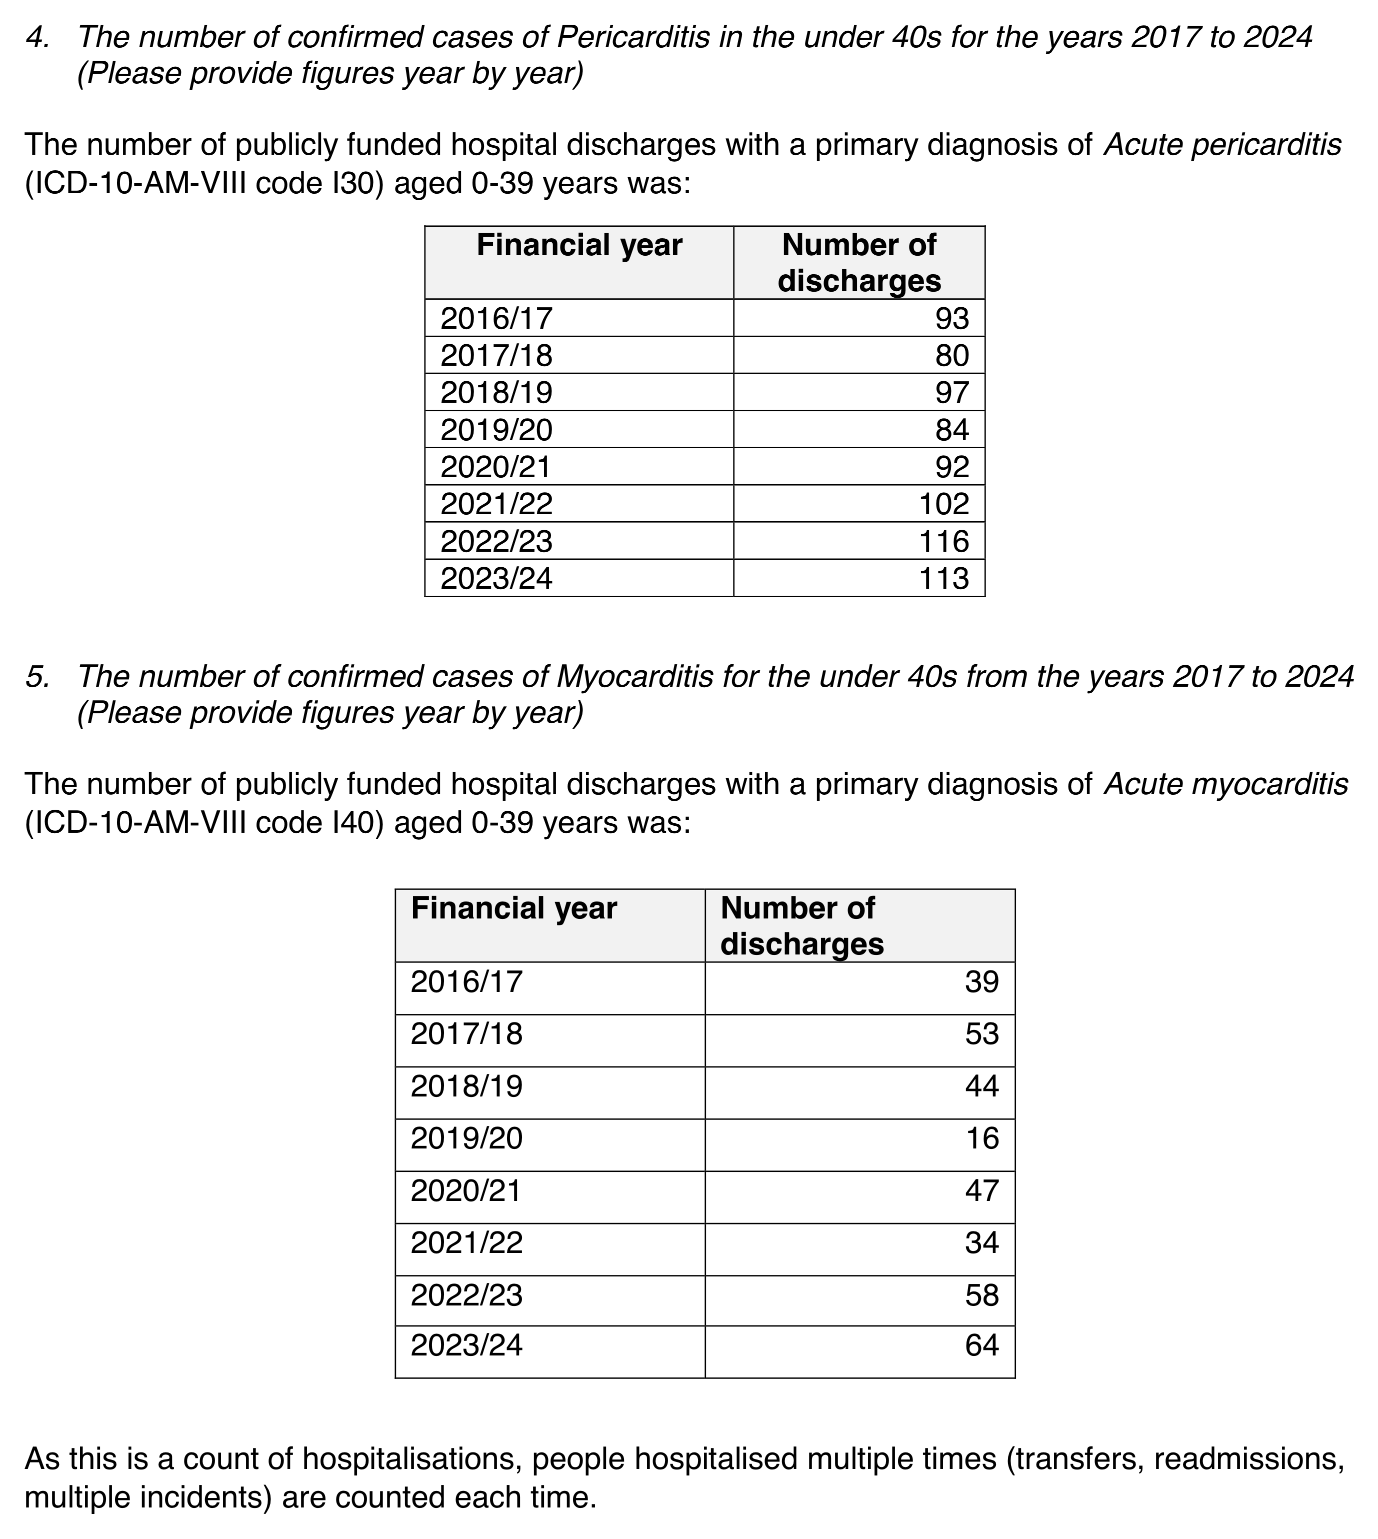 4. The number of confirmed cases of Pericarditis in the under 40s for the years 2017 to 2024
(Please provide figures year by year)
The number of publicly funded hospital discharges with a primary diagnosis of Acute pericarditis
(ICD-10-AM-VIII code I30) aged 0-39 years was:
Financial year Number of
discharges
2016/17 93
2017/18 80
2018/19 97
2019/20 84
2020/21 92
2021/22 102
2022/23 116
2023/24 113
5. The number of confirmed cases of Myocarditis for the under 40s from the years 2017 to 2024
(Please provide figures year by year)
The number of publicly funded hospital discharges with a primary diagnosis of Acute myocarditis
(ICD-10-AM-VIII code I40) aged 0-39 years was:
Financial year Number of
discharges
2016/17 39
2017/18 53
2018/19 44
2019/20 16
2020/21 47
2021/22 34
2022/23 58
2023/24 64
As this is a count of hospitalisations, people hospitalised multiple times (transfers, readmissions,
multiple incidents) are counted each time.